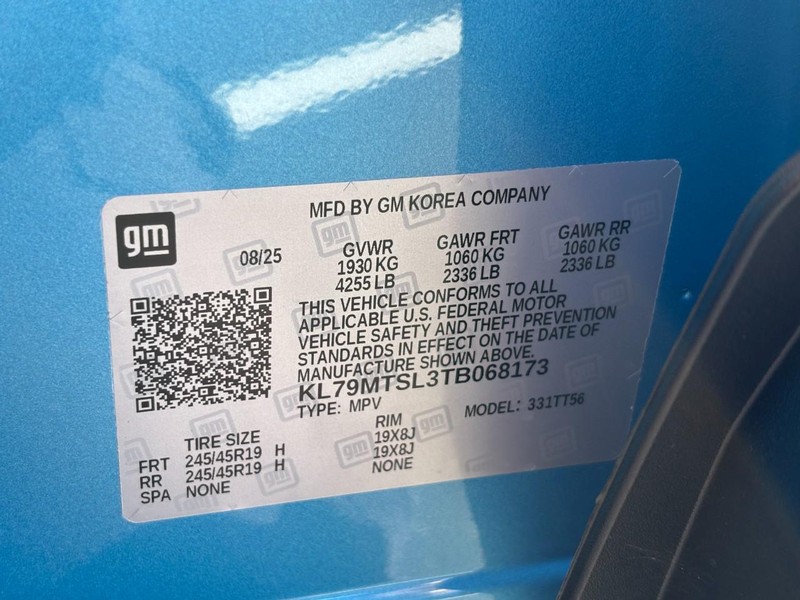 MFD BY GM KOREA COMPANY
gm
08/25
GVWR GAWR FRT GAWR RR
1930 KG 1060 KG 1060 KG
4255 LB 2336 LB 2336 LB
THIS VEHICLE CONFORMS TO ALL
APPLICABLE U.S. FEDERAL MOTOR
VEHICLE SAFETY AND THEFT PREVENTION
STANDARDS IN EFFECT ON THE DATE OF
MANUFACTURE SHOWN ABOVE.
KL79MTSL3TB068173
TYPE: MPV MODEL: 331TT56
TIRE SIZE RIM
FRT 245/45R19 H 19X8J
RR 245/45R19 H 19X8J
SPA NONE NONE